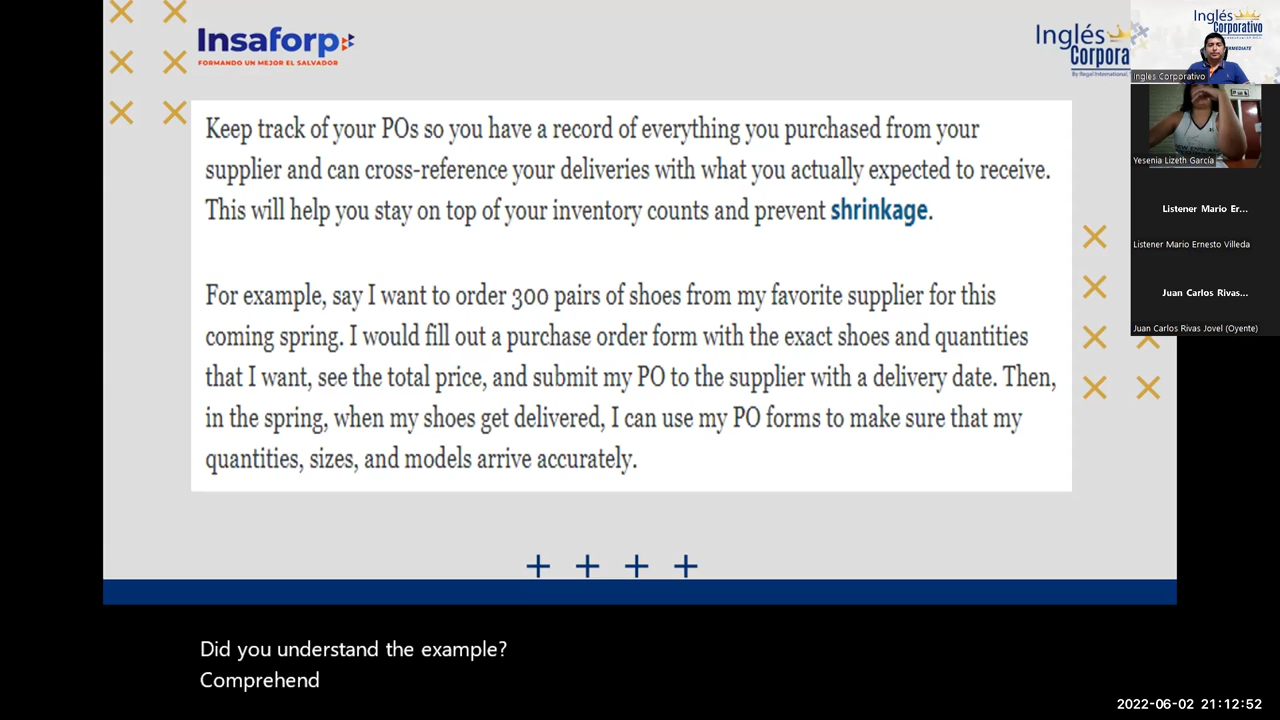 Insaforp
FORMANDO UN MEJOR EL SALVADOR
Inglés
Corpora
By Regal International,
Keep track of your POs so you have a record of everything you purchased from your
supplier and can cross-reference your deliveries with what you actually expected to receive.
This will help you stay on top of your inventory counts and prevent shrinkage.
For example, say I want to order 300 pairs of shoes from my favorite supplier for this
coming spring. I would fill out a purchase order form with the exact shoes and quantities
that I want, see the total price, and submit my PO to the supplier with a delivery date. Then,
in the spring, when my shoes get delivered, I can use my PO forms to make sure that my
quantities, sizes, and models arrive accurately.
Inglés
Corporativo
Ingles Corporativo
Yesenia Lizeth García
Listener Mario Er...
Listener Mario Ernesto Villeda
Juan Carlos Rivas...
Juan Carlos Rivas Jovel (Oyente)
Did you understand the example?
Comprehend
2022-06-02 21:12:52